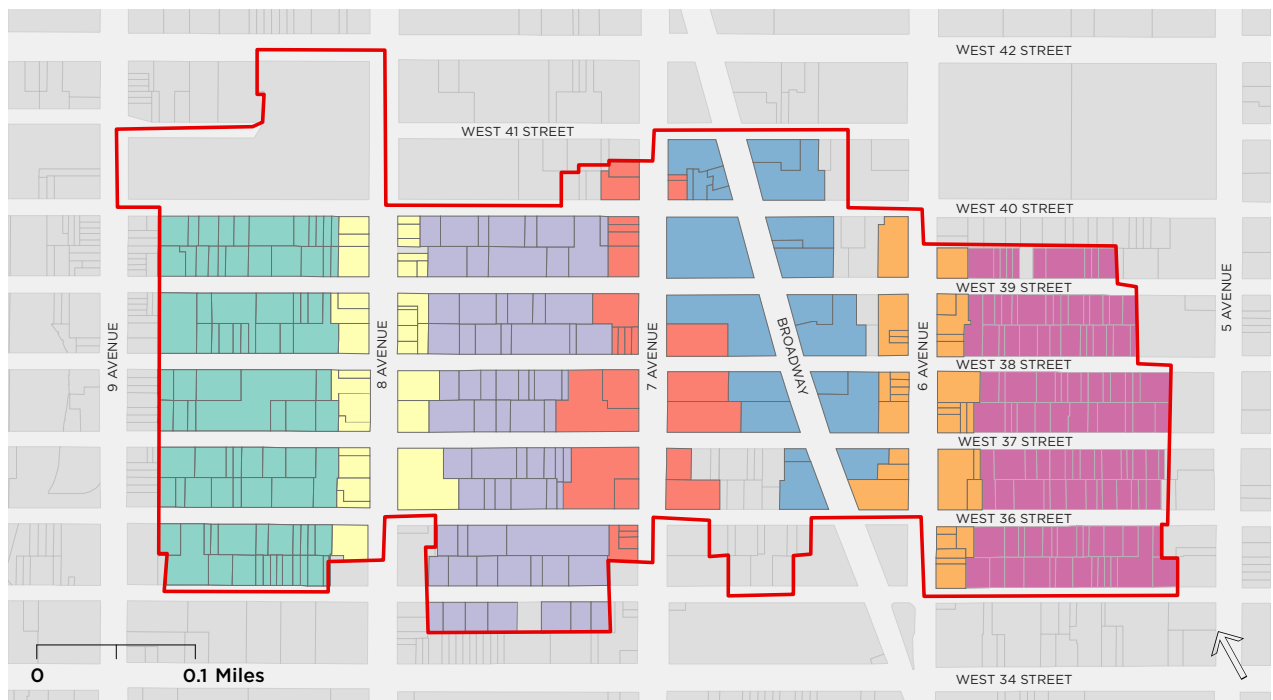 WEST 42 STREET
WEST 41 STREET
WEST 40 STREET
WEST 39 STREET
5 AVENUE
9 AVENUE
8 AVENUE
7 AVENUE
BROADWAY
6 AVENUE
WEST 38 STREET
WEST 37 STREET
WEST 36 STREET
0
0.1 Miles
WEST 34 STREET